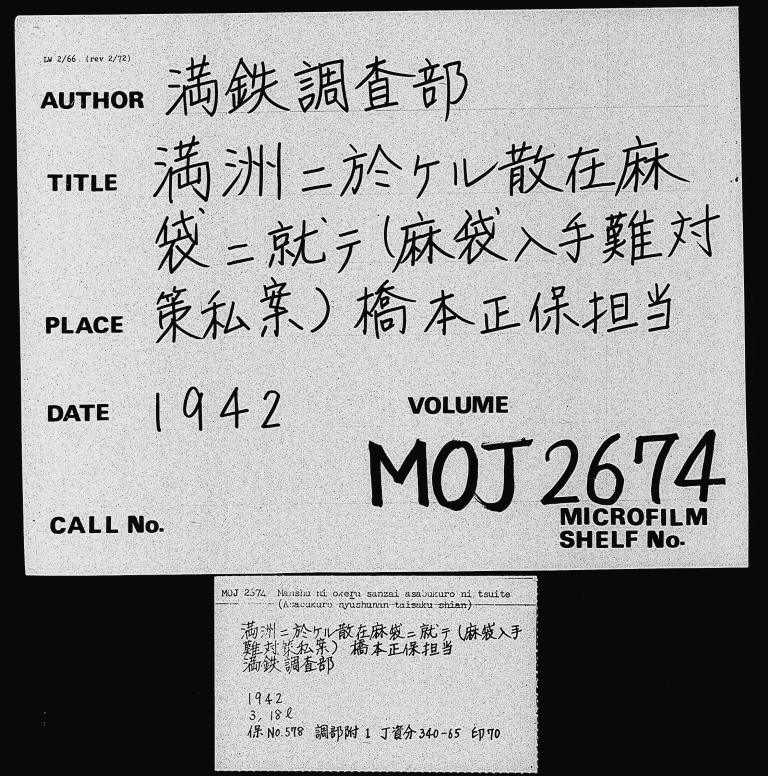 LW 2/66 (rev 2/72)
AUTHOR 満鉄調査部
TITLE 満洲ニ於ケル散在麻
袋ニ就テ(麻袋入手難対
PLACE 策私案)橋本正保担当
DATE 1942 VOLUME
MOJ 2674
CALL No. MICROFILM
SHELF No.
MOJ 2674 Manshu ni okeru sanzai asabukuro ni tsuite
(Asabukuro nyushunan taisaku shian)
満洲ニ於ケル散在麻袋ニ就テ(麻袋入手
難対策私案) 橋本正保担当
満鉄調査部
1942
3, 18ℓ
保 No.578 調部附 1 丁資分 340-65 印70